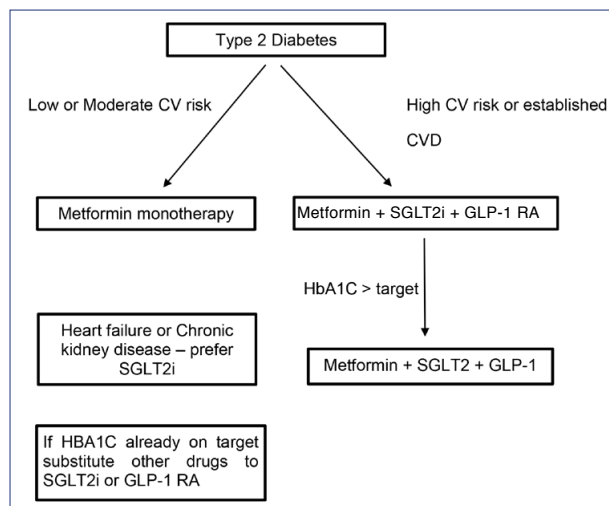 Type 2 Diabetes
Low or Moderate CV risk
High CV risk or established
CVD
Metformin monotherapy
Metformin + SGLT2i + GLP-1 RA
HbA1C > target
Heart failure or Chronic
kidney disease – prefer
SGLT2i
Metformin + SGLT2 + GLP-1
If HBA1C already on target
substitute other drugs to
SGLT2i or GLP-1 RA